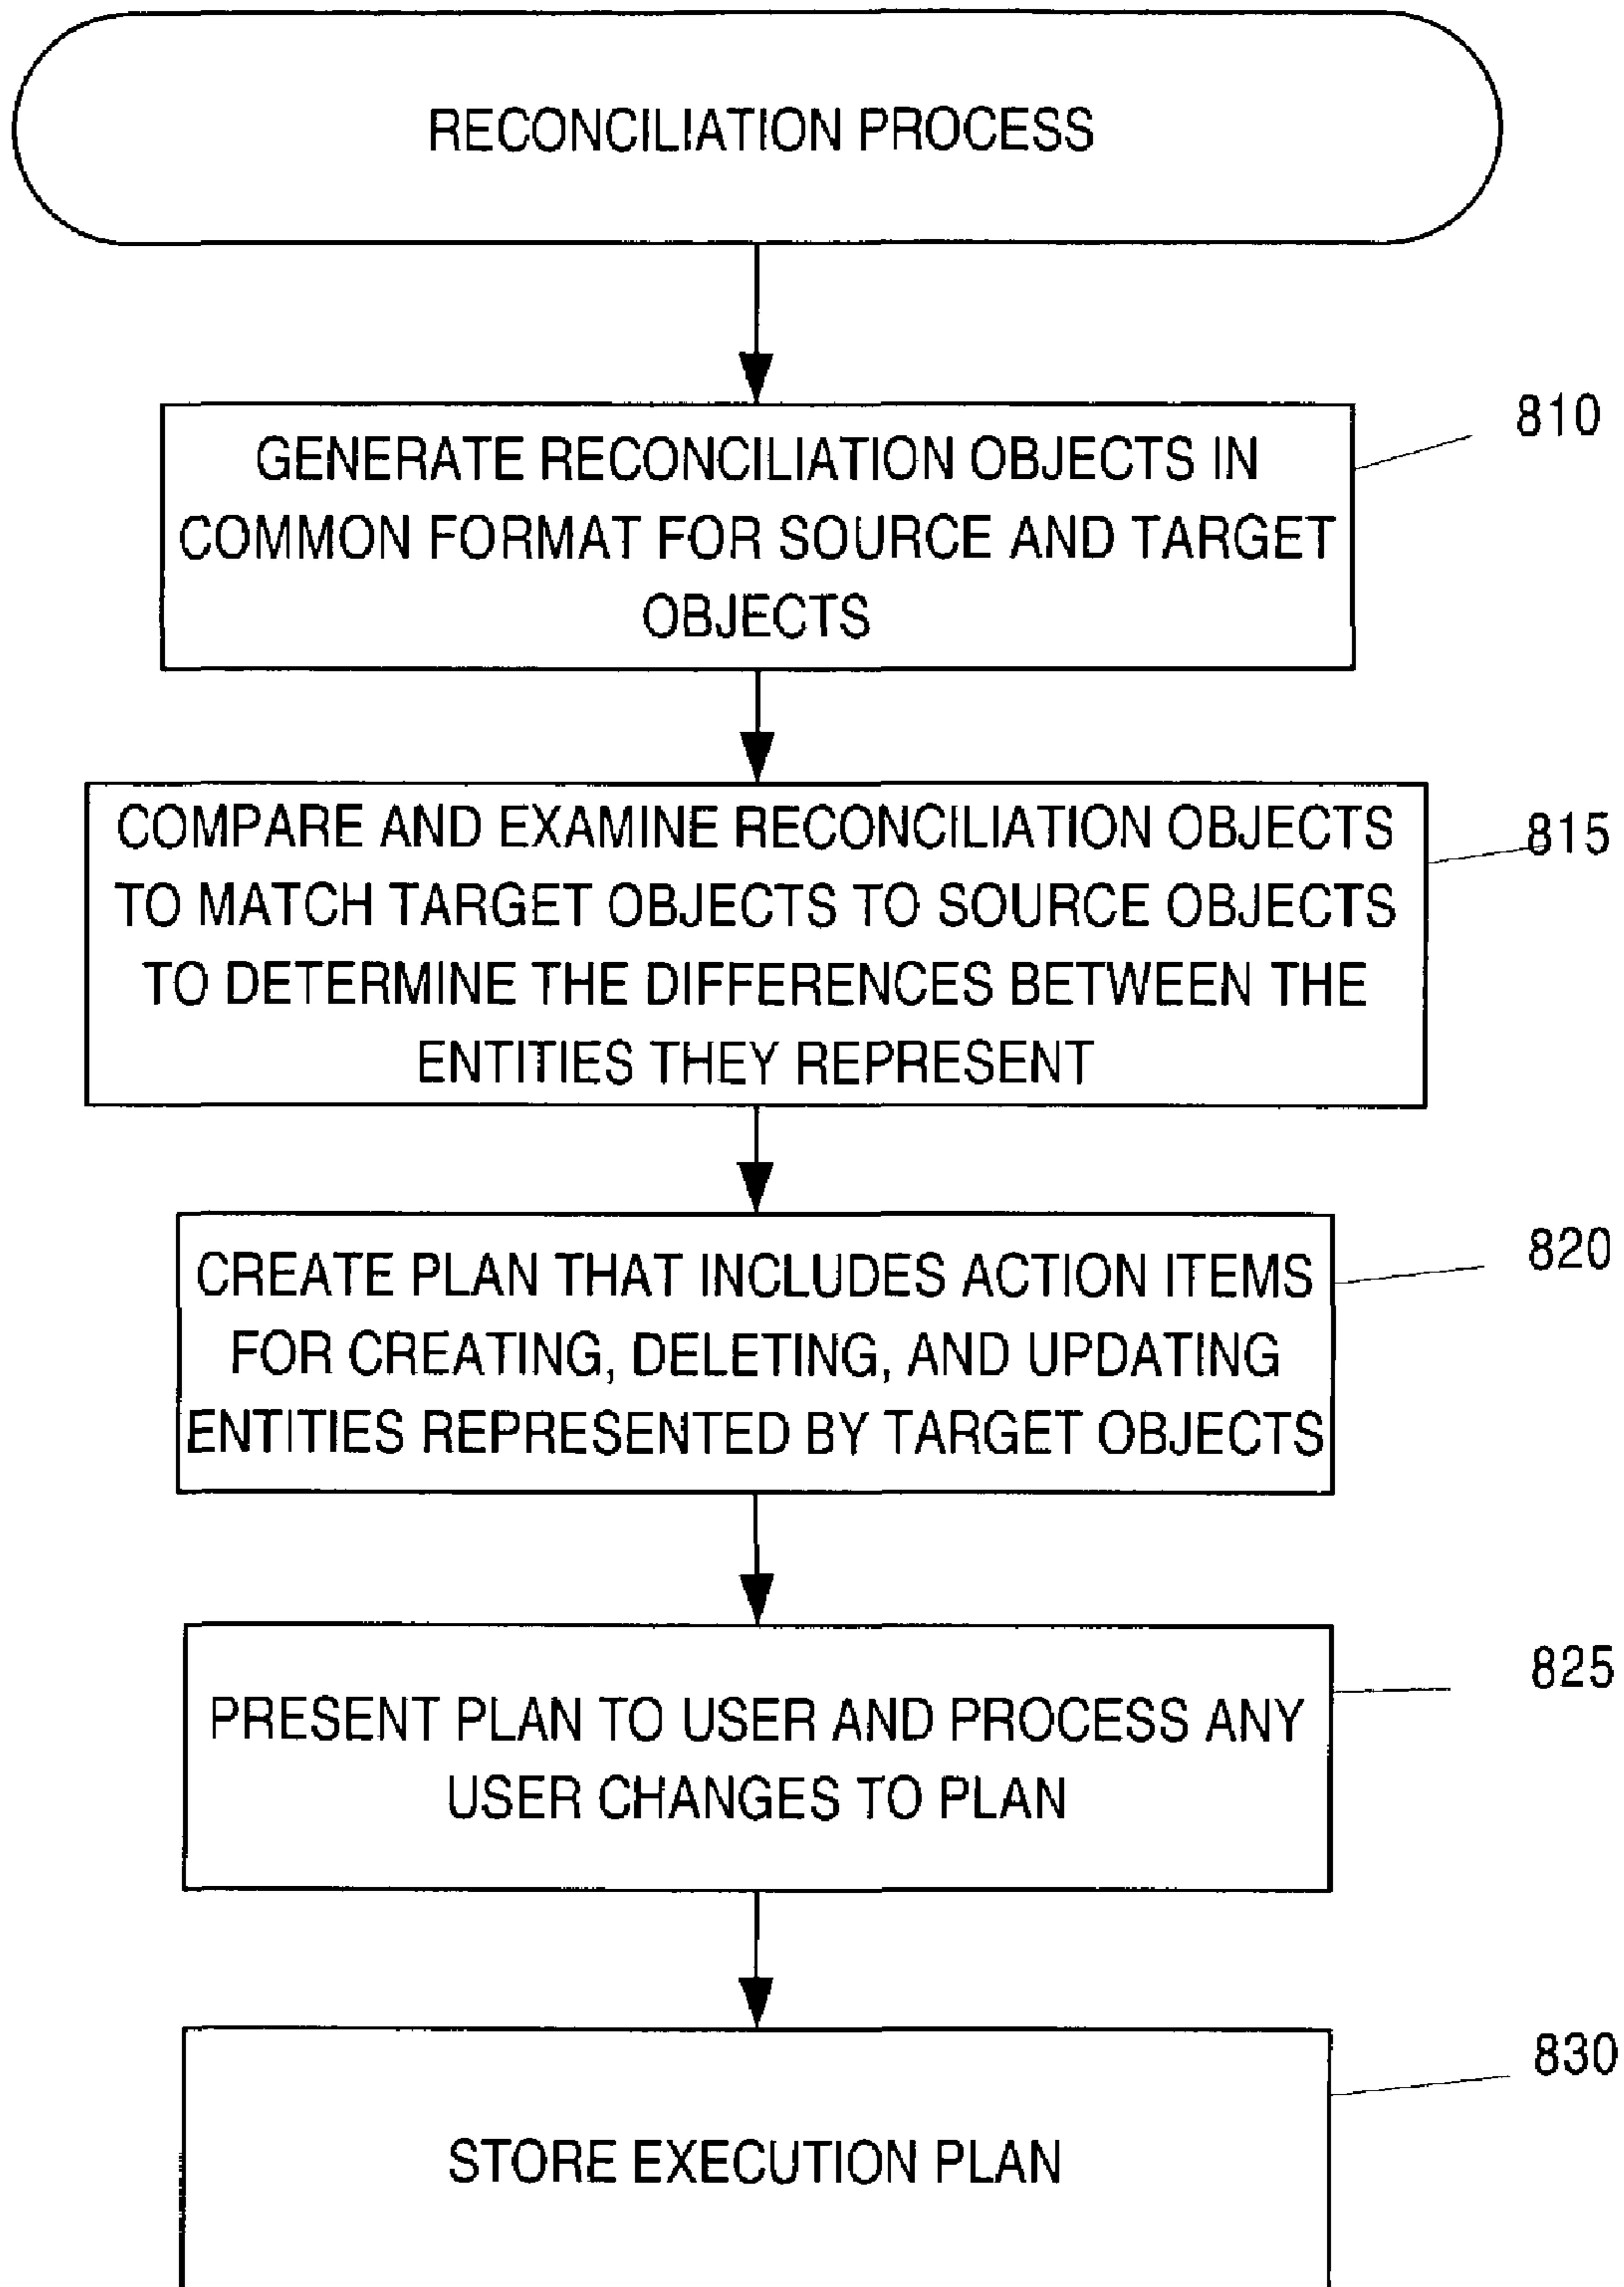 RECONCILIATION PROCESS
810
GENERATE RECONCILIATION OBJECTS IN
COMMON FORMAT FOR SOURCE AND TARGET
OBJECTS
815
COMPARE AND EXAMINE RECONCILIATION OBJECTS
TO MATCH TARGET OBJECTS TO SOURCE OBJECTS
TO DETERMINE THE DIFFERENCES BETWEEN THE
ENTITIES THEY REPRESENT
820
CREATE PLAN THAT INCLUDES ACTION ITEMS
FOR CREATING, DELETING, AND UPDATING
ENTITIES REPRESENTED BY TARGET OBJECTS
825
PRESENT PLAN TO USER AND PROCESS ANY
USER CHANGES TO PLAN
830
STORE EXECUTION PLAN